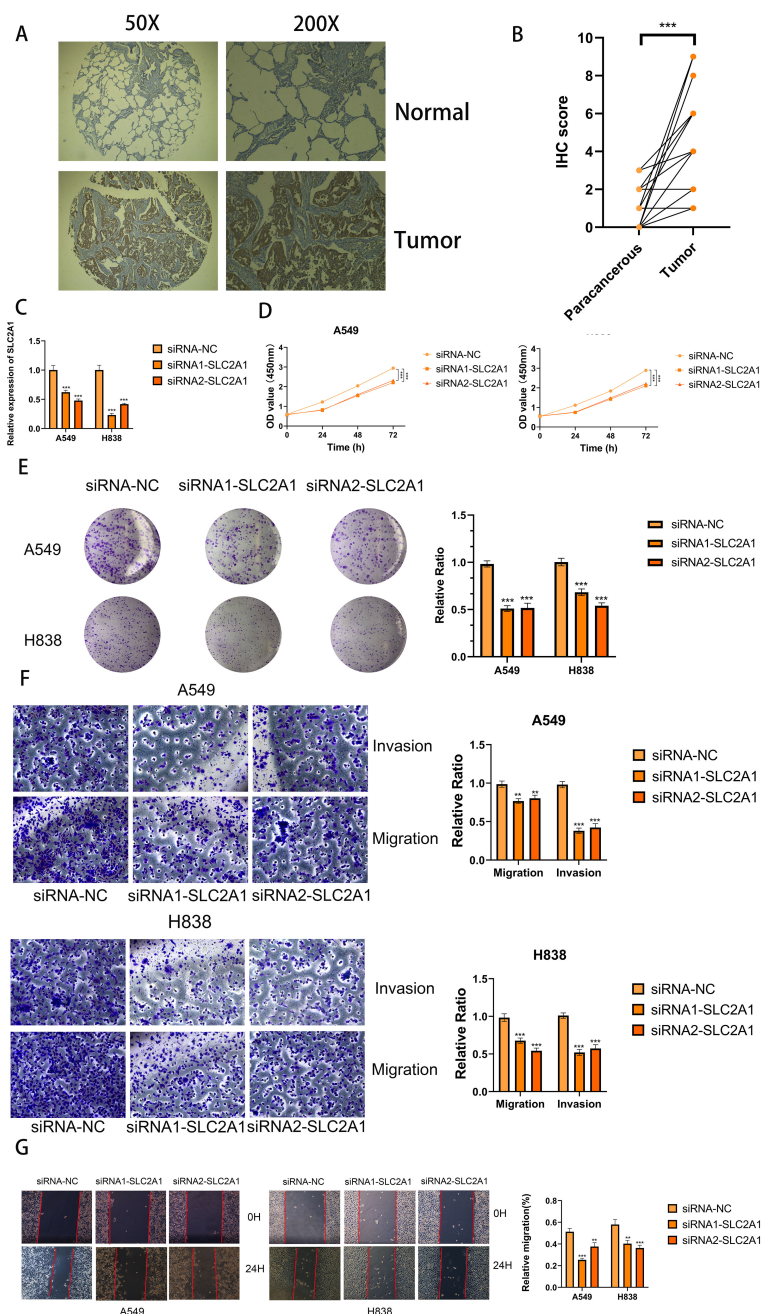 A
50X
200X
Normal
Tumor
B
***
IHC score
10
8
6
4
2
0
Paracancerous
Tumor
C
Relative expression of SLC2A1
1.5
1.0
0.5
0.0
***
***
***
***
A549
H838
siRNA-NC
siRNA1-SLC2A1
siRNA2-SLC2A1
D
A549
OD value (450nm)
4
3
2
1
0
0
24
48
72
Time (h)
siRNA-NC
siRNA1-SLC2A1
siRNA2-SLC2A1
***
***
OD value (450nm)
4
3
2
1
0
0
24
48
72
Time (h)
siRNA-NC
siRNA1-SLC2A1
siRNA2-SLC2A1
***
***
E
siRNA-NC
siRNA1-SLC2A1
siRNA2-SLC2A1
A549
H838
Relative Ratio
1.5
1.0
0.5
0.0
***
***
***
***
A549
H838
siRNA-NC
siRNA1-SLC2A1
siRNA2-SLC2A1
F
A549
Invasion
Migration
siRNA-NC
siRNA1-SLC2A1
siRNA2-SLC2A1
A549
Relative Ratio
1.5
1.0
0.5
0.0
**
**
***
***
Migration
Invasion
siRNA-NC
siRNA1-SLC2A1
siRNA2-SLC2A1
H838
Invasion
Migration
siRNA-NC
siRNA1-SLC2A1
siRNA2-SLC2A1
H838
Relative Ratio
1.5
1.0
0.5
0.0
***
***
***
***
Migration
Invasion
siRNA-NC
siRNA1-SLC2A1
siRNA2-SLC2A1
G
siRNA-NC
siRNA1-SLC2A1
siRNA2-SLC2A1
0H
24H
A549
siRNA-NC
siRNA1-SLC2A1
siRNA2-SLC2A1
0H
24H
H838
Relative migration(%)
0.8
0.6
0.4
0.2
0.0
***
**
**
***
A549
H838
siRNA-NC
siRNA1-SLC2A1
siRNA2-SLC2A1